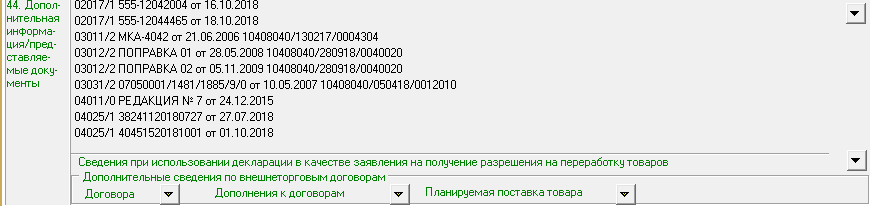 44. Допол-
нительная
информа-
ция/пред-
ставляе-
мые доку-
менты
02017/1 555-12042004 от 16.10.2018
02017/1 555-12044465 от 18.10.2018
03011/2 МКА-4042 от 21.06.2006 10408040/130217/0004304
03012/2 ПОПРАВКА 01 от 28.05.2008 10408040/280918/0040020
03012/2 ПОПРАВКА 02 от 05.11.2009 10408040/280918/0040020
03031/2 07050001/1481/1885/9/0 от 10.05.2007 10408040/050418/0012010
04011/0 РЕДАКЦИЯ № 7 от 24.12.2015
04025/1 38241120180727 от 27.07.2018
04025/1 40451520181001 от 01.10.2018
Сведения при использовании декларации в качестве заявления на получение разрешения на переработку товаров
Дополнительные сведения по внешнеторговым договорам
Договора Дополнения к договорам Планируемая поставка товара